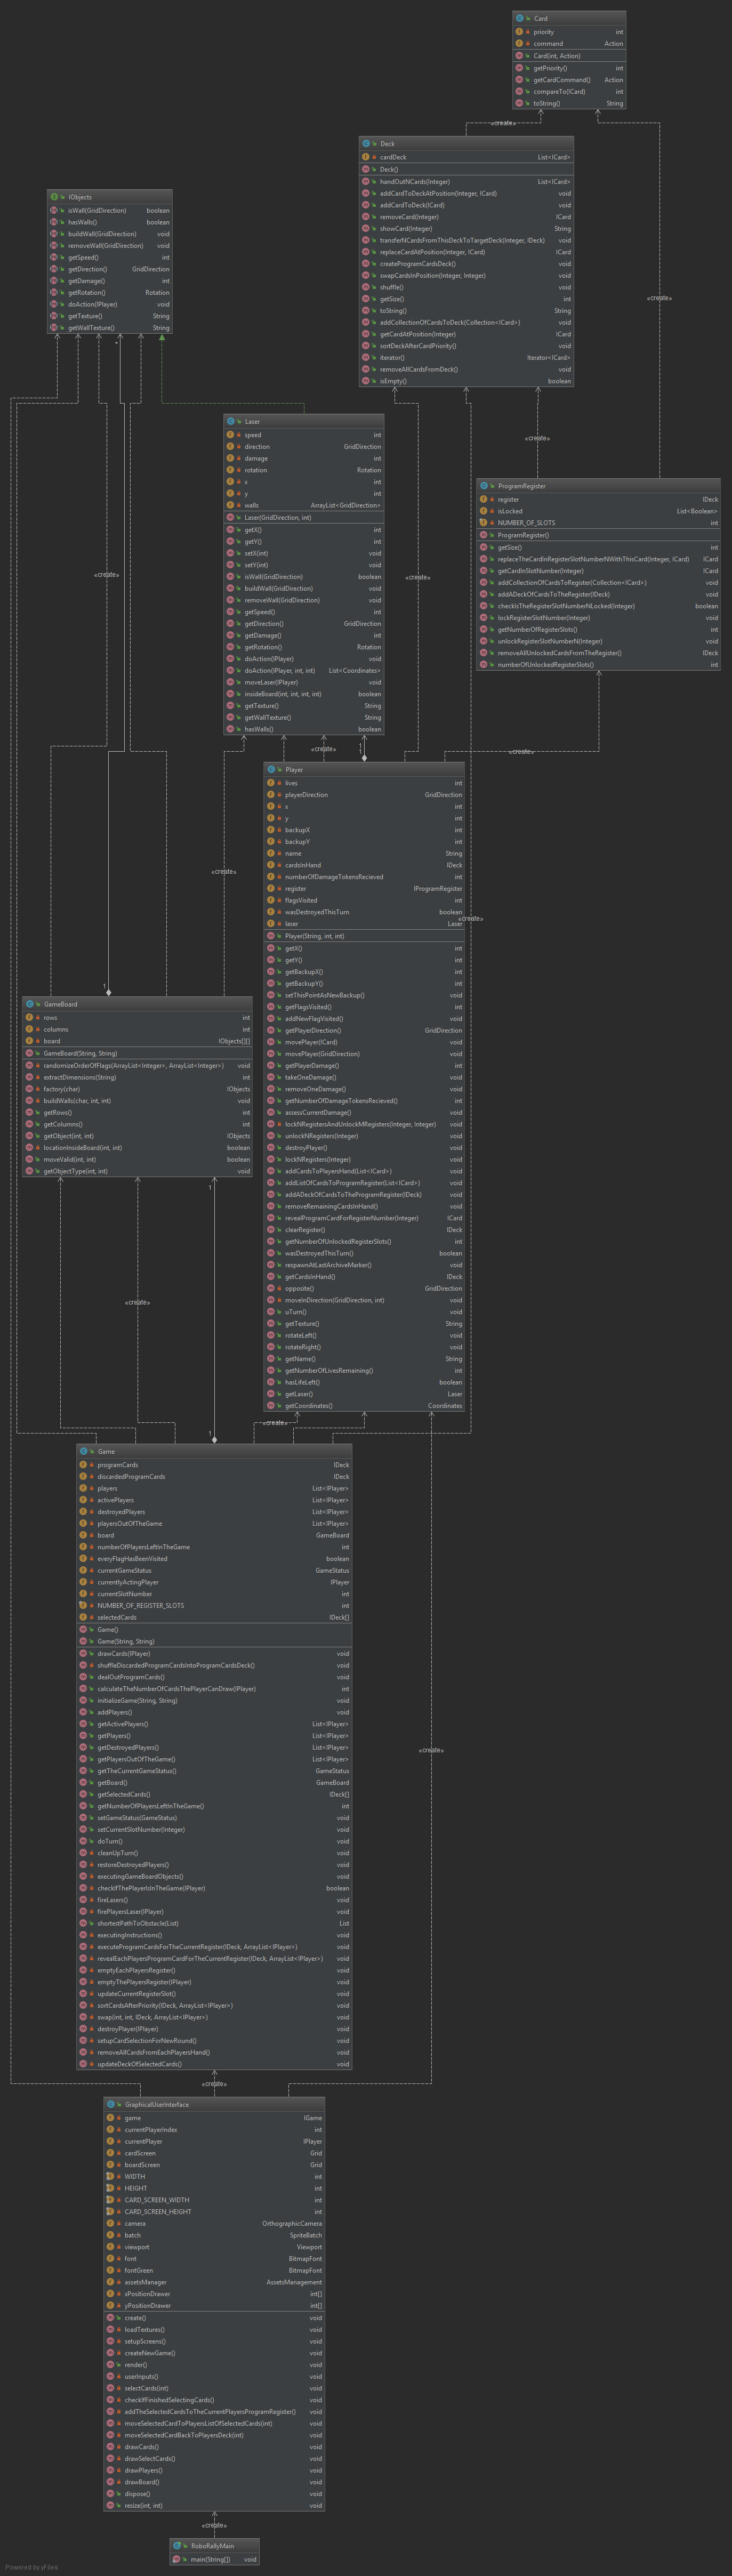 Card
priority int
command Action
Card(int, Action)
getPriority() int
getCardCommand() Action
compareTo(ICard) int
toString() String
«create»
Deck
cardDeck List<ICard>
Deck()
handOutNCards(Integer) List<ICard>
addCardToDeckAtPosition(Integer, ICard) void
addCardToDeck(ICard) void
removeCard(Integer) ICard
showCard(Integer) String
transferNCardsFromThisDeckToTargetDeck(Integer, IDeck) void
replaceCardAtPosition(Integer, ICard) ICard
createProgramCardsDeck() void
swapCardsInPosition(Integer, Integer) void
shuffle() void
getSize() int
toString() String
addCollectionOfCardsToDeck(Collection<ICard>) void
getCardAtPosition(Integer) ICard
sortDeckAfterCardPriority() void
iterator() Iterator<ICard>
removeAllCardsFromDeck() void
isEmpty() boolean
IObjects
isWall(GridDirection) boolean
hasWalls() boolean
buildWall(GridDirection) void
removeWall(GridDirection) void
getSpeed() int
getDirection() GridDirection
getDamage() int
getRotation() Rotation
doAction(IPlayer) void
getTexture() String
getWallTexture() String
«create»
*
Laser
speed int
direction GridDirection
damage int
rotation Rotation
x int
y int
walls ArrayList<GridDirection>
Laser(GridDirection, int)
getX() int
getY() int
setX(int) void
setY(int) void
isWall(GridDirection) boolean
buildWall(GridDirection) void
removeWall(GridDirection) void
getSpeed() int
getDirection() GridDirection
getDamage() int
getRotation() Rotation
doAction(IPlayer) void
doAction(IPlayer, int, int) List<Coordinates>
moveLaser(IPlayer) void
insideBoard(int, int, int, int) boolean
getTexture() String
getWallTexture() String
hasWalls() boolean
«create»
ProgramRegister
register IDeck
isLocked List<Boolean>
NUMBER_OF_SLOTS int
ProgramRegister()
getSize() int
replaceTheCardInRegisterSlotNumberNWithThisCard(Integer, ICard) ICard
getCardInSlotNumber(Integer) ICard
addCollectionOfCardsToRegister(Collection<ICard>) void
addADeckOfCardsToTheRegister(IDeck) void
checkIsTheRegisterSlotNumberNLocked(Integer) boolean
lockRegisterSlotNumber(Integer) void
getNumberOfRegisterSlots() int
unlockRegisterSlotNumberN(Integer) void
removeAllUnlockedCardsFromTheRegister() IDeck
numberOfUnlockedRegisterSlots() int
«create»
«create»
«create»
1
1
«create»
Player
lives int
playerDirection GridDirection
x int
y int
backupX int
backupY int
name String
cardsInHand IDeck
numberOfDamageTokensRecieved int
register IProgramRegister
flagsVisited int
wasDestroyedThisTurn boolean
laser Laser
Player(String, int, int)
getX() int
getY() int
getBackupX() int
getBackupY() int
setThisPointAsNewBackup() void
getFlagsVisited() int
addNewFlagVisited() void
getPlayerDirection() GridDirection
movePlayer(ICard) void
movePlayer(GridDirection) void
getPlayerDamage() int
takeOneDamage() void
removeOneDamage() void
getNumberOfDamageTokensRecieved() int
assessCurrentDamage() void
lockNRegistersAndUnlockMRegisters(Integer, Integer) void
unlockNRegisters(Integer) void
destroyPlayer() void
lockNRegisters(Integer) void
addCardsToPlayersHand(List<ICard>) void
addListOfCardsToProgramRegister(List<ICard>) void
addADeckOfCardsToTheProgramRegister(IDeck) void
removeRemainingCardsInHand() void
revealProgramCardForRegisterNumber(Integer) ICard
clearRegister() IDeck
getNumberOfUnlockedRegisterSlots() int
wasDestroyedThisTurn() boolean
respawnAtLastArchiveMarker() void
getCardsInHand() IDeck
opposite() GridDirection
moveInDirection(GridDirection, int) void
uTurn() void
getTexture() String
rotateLeft() void
rotateRight() void
getName() String
getNumberOfLivesRemaining() int
hasLifeLeft() boolean
getLaser() Laser
getCoordinates() Coordinates
«create»
«create»
1
GameBoard
rows int
columns int
board IObjects[][]
GameBoard(String, String)
randomizeOrderOfFlags(ArrayList<Integer>, ArrayList<Integer>) void
extractDimensions(String) int
factory(char) IObjects
buildWalls(char, int, int) void
getRows() int
getColumns() int
getObject(int, int) IObjects
locationInsideBoard(int, int) boolean
moveValid(int, int) boolean
getObjectType(int, int) void
1
«create»
«create»
1
Game
programCards IDeck
discardedProgramCards IDeck
players List<IPlayer>
activePlayers List<IPlayer>
destroyedPlayers List<IPlayer>
playersOutOfTheGame List<IPlayer>
board GameBoard
numberOfPlayersLeftInTheGame int
everyFlagHasBeenVisited boolean
currentGameStatus GameStatus
currentlyActingPlayer IPlayer
currentSlotNumber int
NUMBER_OF_REGISTER_SLOTS int
selectedCards IDeck[]
Game()
Game(String, String)
drawCards(IPlayer) void
shuffleDiscardedProgramCardsIntoProgramCardsDeck() void
dealOutProgramCards() void
calculateTheNumberOfCardsThePlayerCanDraw(IPlayer) int
initializeGame(String, String) void
addPlayers() void
getActivePlayers() List<IPlayer>
getPlayers() List<IPlayer>
getDestroyedPlayers() List<IPlayer>
getPlayersOutOfTheGame() List<IPlayer>
getTheCurrentGameStatus() GameStatus
getBoard() GameBoard
getSelectedCards() IDeck[]
getNumberOfPlayersLeftInTheGame() int
setGameStatus(GameStatus) void
setCurrentSlotNumber(Integer) void
doTurn() void
cleanUpTurn() void
restoreDestroyedPlayers() void
executingGameBoardObjects() void
checkIfThePlayerIsInTheGame(IPlayer) boolean
fireLasers() void
firePlayersLaser(IPlayer) void
shortestPathToObstacle(List) List
executingInstructions() void
executeProgramCardsForTheCurrentRegister(IDeck, ArrayList<IPlayer>) void
revealEachPlayersProgramCardForTheCurrentRegister(IDeck, ArrayList<IPlayer>) void
emptyEachPlayersRegister() void
emptyThePlayersRegister(IPlayer) void
updateCurrentRegisterSlot() void
sortCardsAfterPriority(IDeck, ArrayList<IPlayer>) void
swap(int, int, IDeck, ArrayList<IPlayer>) void
destroyPlayer(IPlayer) void
setupCardSelectionForNewRound() void
removeAllCardsFromEachPlayersHand() void
updateDeckOfSelectedCards() void
«create»
«create»
GraphicalUserInterface
game IGame
currentPlayerIndex int
currentPlayer IPlayer
cardScreen Grid
boardScreen Grid
WIDTH int
HEIGHT int
CARD_SCREEN_WIDTH int
CARD_SCREEN_HEIGHT int
camera OrthographicCamera
batch SpriteBatch
viewport Viewport
font BitmapFont
fontGreen BitmapFont
assetsManager AssetsManagement
xPositionDrawer int[]
yPositionDrawer int[]
create() void
loadTextures() void
setupScreens() void
createNewGame() void
render() void
userInputs() void
selectCards(int) void
checkIfFinishedSelectingCards() void
addTheSelectedCardsToTheCurrentPlayersProgramRegister() void
moveSelectedCardToPlayersListOfSelectedCards(int) void
moveSelectedCardBackToPlayersDeck(int) void
drawCards() void
drawSelectCards() void
drawPlayers() void
drawBoard() void
dispose() void
resize(int, int) void
«create»
RoboRallyMain
main(String[]) void
Powered by yFiles